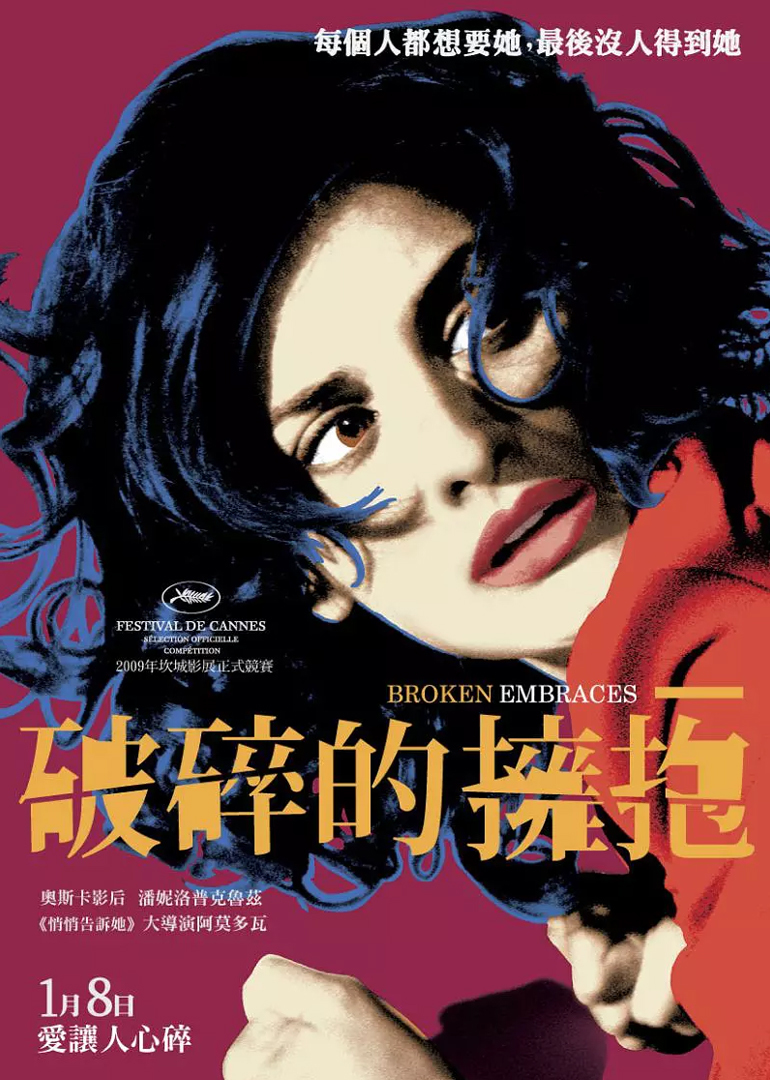 每個人都想要她,最後沒人得到她
FESTIVAL DE CANNES
SÉLECTION OFFICIELLE
COMPÉTITION
2009年坎城影展正式競賽
BROKEN EMBRACES
破碎的擁抱
奧斯卡影后 潘妮洛普克魯茲
《悄悄告訴她》大導演阿莫多瓦
1月8日
愛讓人心碎